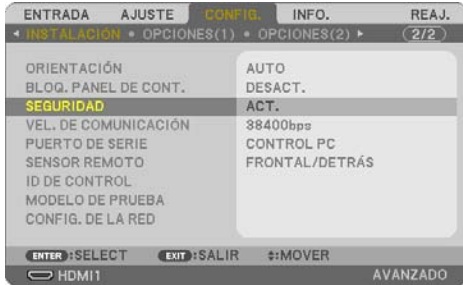 ENTRADA AJUSTE CONFIG. INFO. REAJ.
INSTALACIÓN • OPCIONES(1) • OPCIONES(2) (2/2)
ORIENTACIÓN AUTO
BLOQ. PANEL DE CONT. DESACT.
SEGURIDAD ACT.
VEL. DE COMUNICACIÓN 38400bps
PUERTO DE SERIE CONTROL PC
SENSOR REMOTO FRONTAL/DETRÁS
ID DE CONTROL
MODELO DE PRUEBA
CONFIG. DE LA RED
ENTER :SELECT EXIT :SALIR :MOVER
HDMI1 AVANZADO